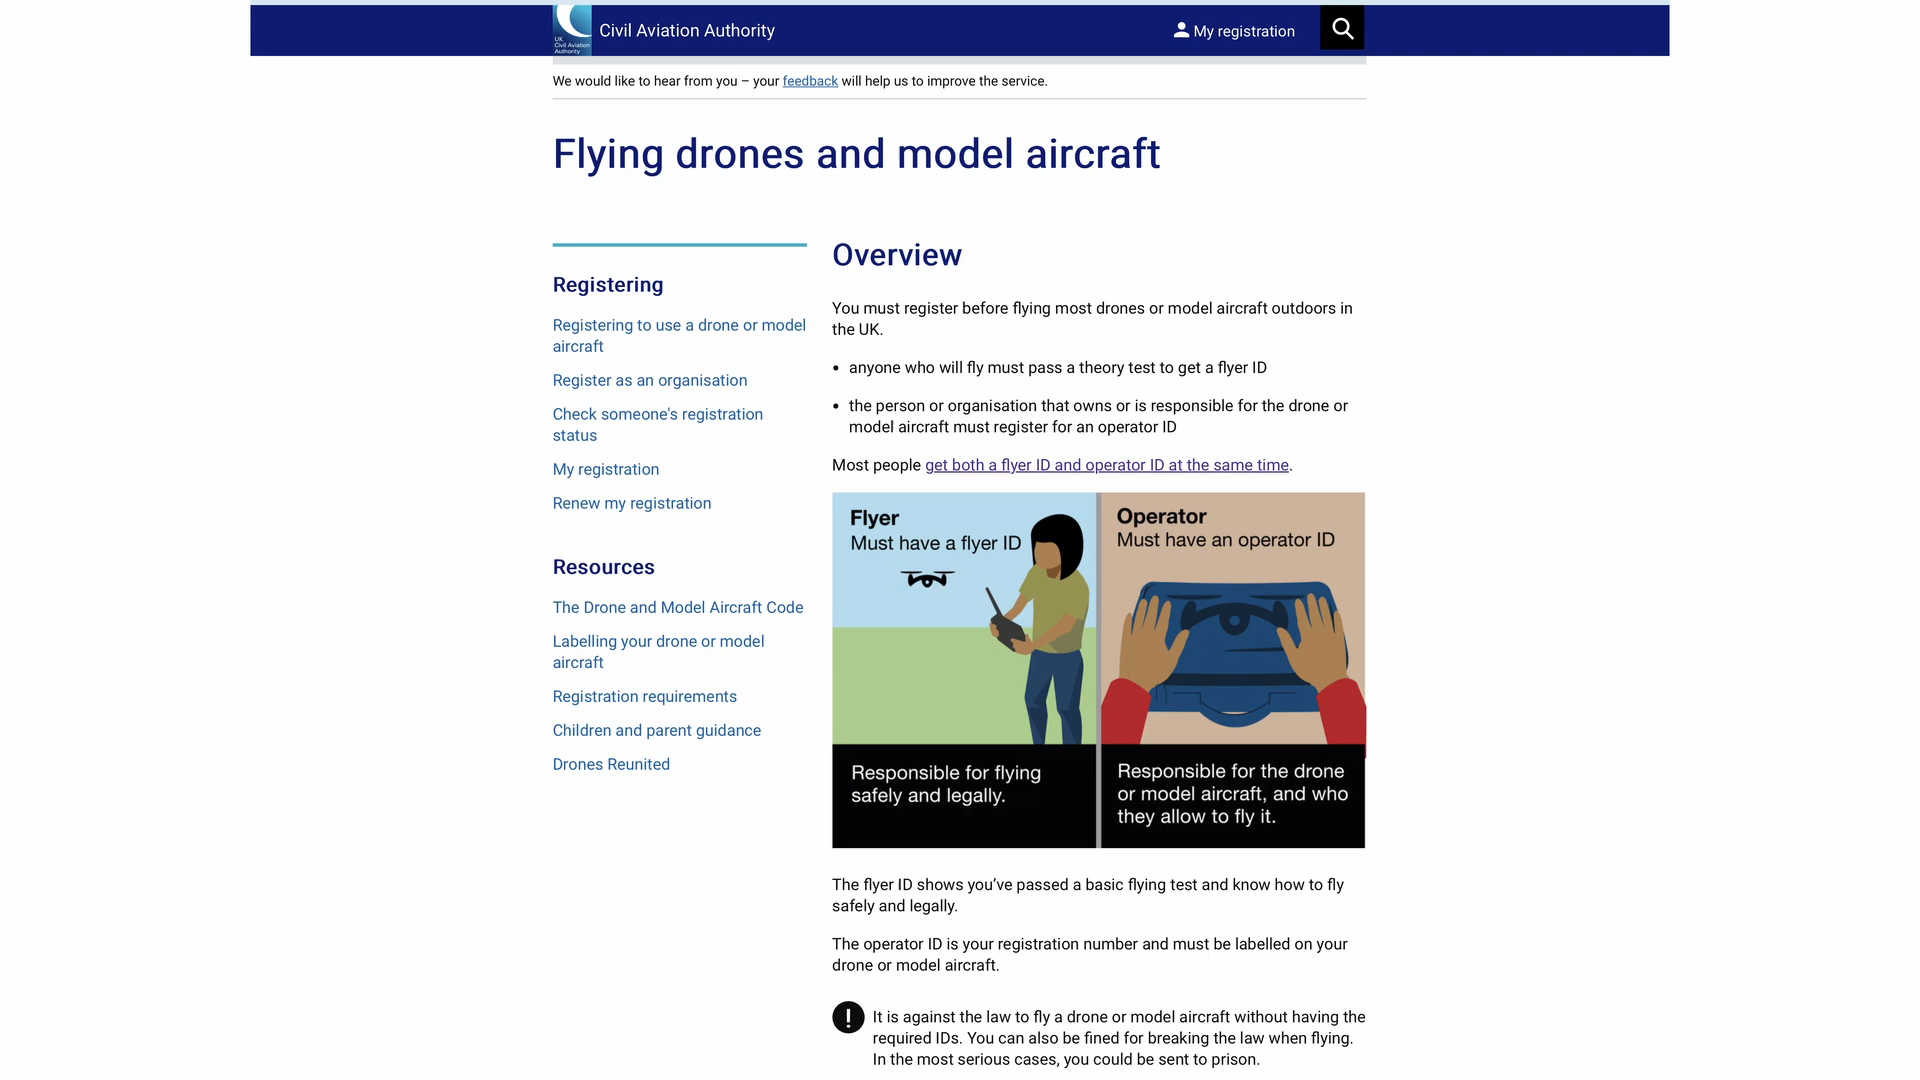 UK
Civil Aviation
Authority
Civil Aviation Authority
My registration
We would like to hear from you – your feedback will help us to improve the service.
Flying drones and model aircraft
Registering
Registering to use a drone or model
aircraft
Register as an organisation
Check someone's registration
status
My registration
Renew my registration
Resources
The Drone and Model Aircraft Code
Labelling your drone or model
aircraft
Registration requirements
Children and parent guidance
Drones Reunited
Overview
You must register before flying most drones or model aircraft outdoors in
the UK.
• anyone who will fly must pass a theory test to get a flyer ID
• the person or organisation that owns or is responsible for the drone or
model aircraft must register for an operator ID
Most people get both a flyer ID and operator ID at the same time.
Flyer
Must have a flyer ID
Responsible for flying
safely and legally.
Operator
Must have an operator ID
Responsible for the drone
or model aircraft, and who
they allow to fly it.
The flyer ID shows you’ve passed a basic flying test and know how to fly
safely and legally.
The operator ID is your registration number and must be labelled on your
drone or model aircraft.
It is against the law to fly a drone or model aircraft without having the
required IDs. You can also be fined for breaking the law when flying.
In the most serious cases, you could be sent to prison.